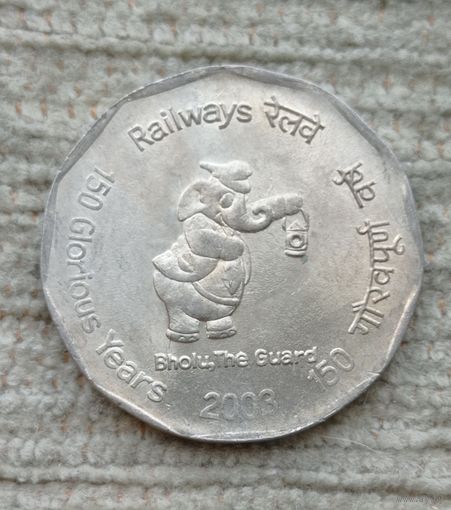 150 Glorious Years
Railways रेलवे
150 गौरवपूर्ण वर्ष
Bholu, The Guard
2003